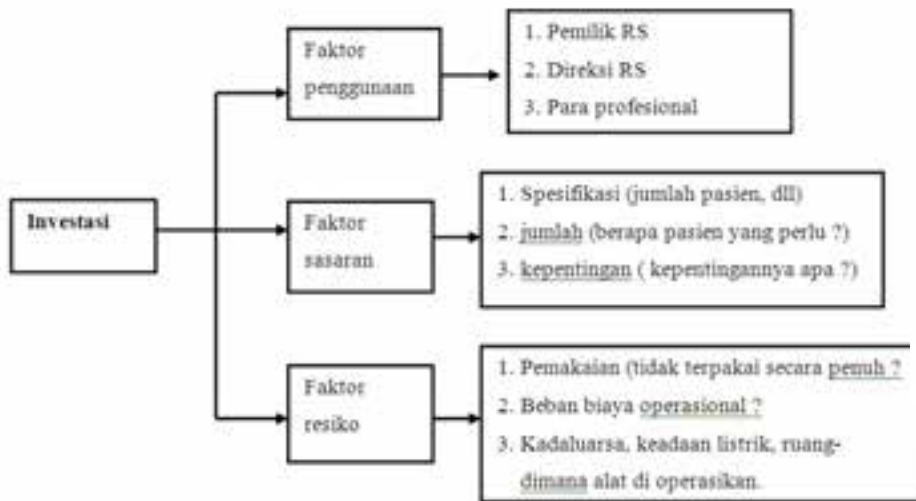 Investasi
Faktor
penggunaan
1. Pemilik RS
2. Direksi RS
3. Para profesional
Faktor
sasaran
1. Spesifikasi (jumlah pasien, dll)
2. jumlah (berapa pasien yang perlu ?)
3. kepentingan ( kepentingannya apa ?)
Faktor
resiko
1. Pemakaian (tidak terpakai secara penuh ?
2. Beban biaya operasional ?
3. Kadaluarsa, keadaan listrik, ruang-
dimana alat di operasikan.